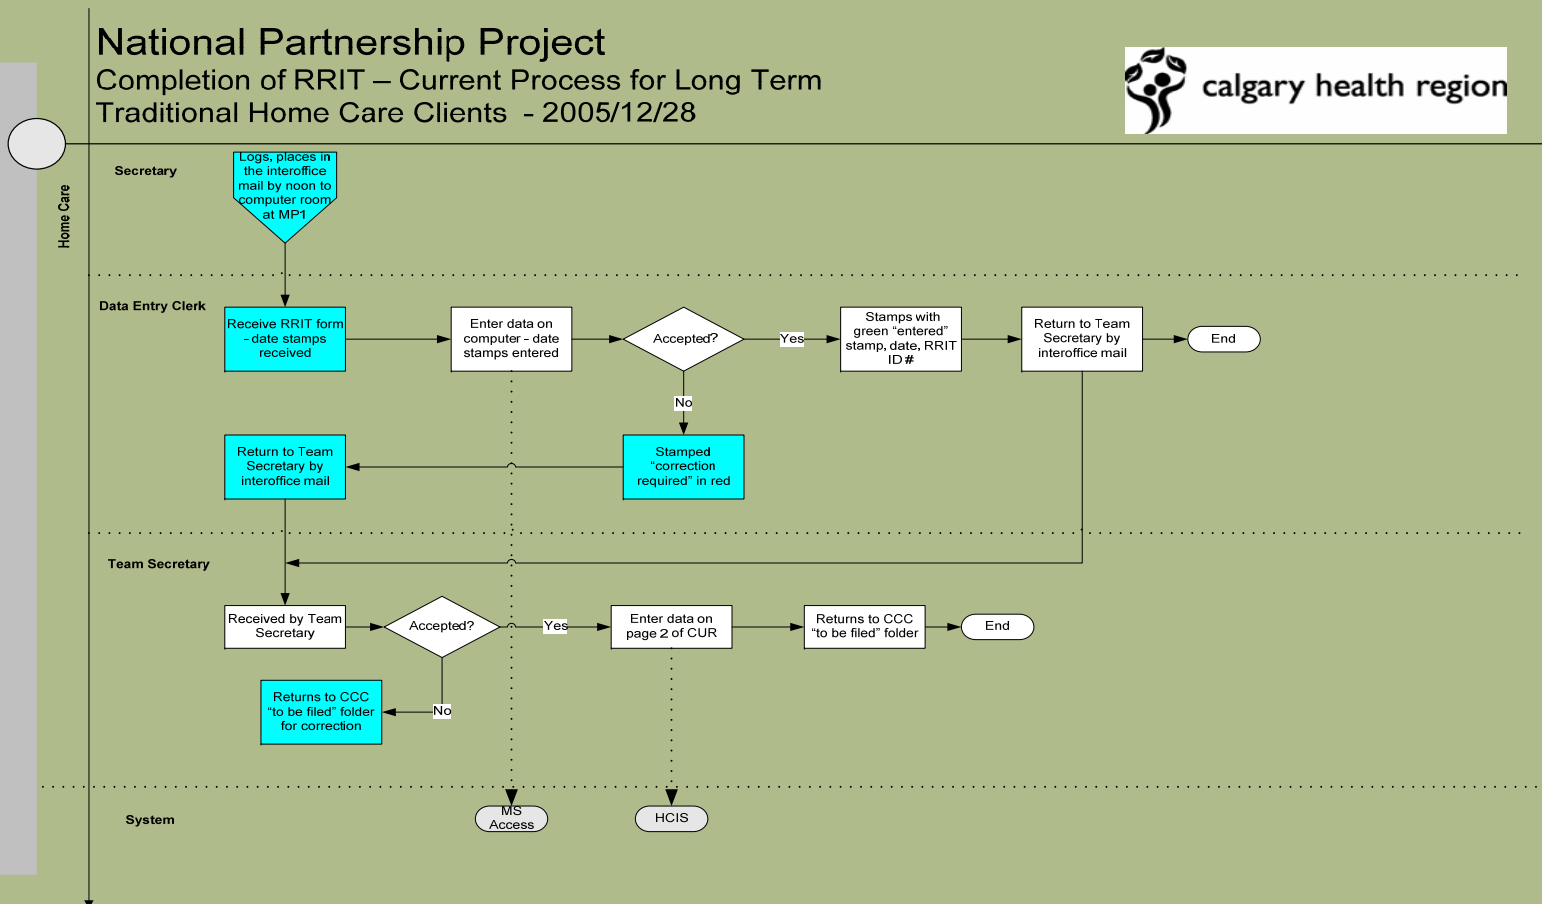 National Partnership Project
Completion of RRIT – Current Process for Long Term
Traditional Home Care Clients - 2005/12/28
calgary health region
Home Care
Secretary
Logs, places in
the interoffice
mail by noon to
computer room
at MP1
Data Entry Clerk
Receive RRIT form
- date stamps
received
Enter data on
computer - date
stamps entered
Accepted?
Yes
Stamps with
green “entered”
stamp, date, RRIT
ID#
Return to Team
Secretary by
interoffice mail
End
No
Return to Team
Secretary by
interoffice mail
Stamped
“correction
required” in red
Team Secretary
Received by Team
Secretary
Accepted?
Yes
Enter data on
page 2 of CUR
Returns to CCC
“to be filed” folder
End
No
Returns to CCC
“to be filed” folder
for correction
System
MS
Access
HCIS